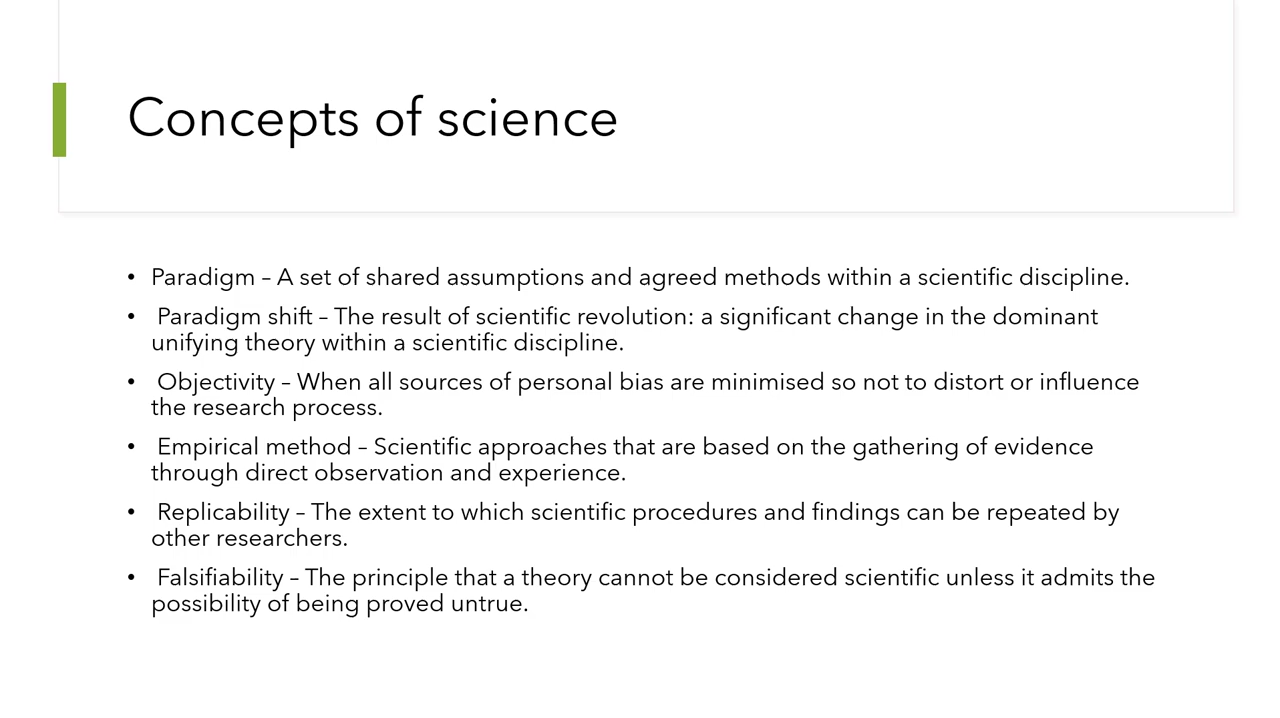 Concepts of science
• Paradigm – A set of shared assumptions and agreed methods within a scientific discipline.
• Paradigm shift – The result of scientific revolution: a significant change in the dominant
unifying theory within a scientific discipline.
• Objectivity – When all sources of personal bias are minimised so not to distort or influence
the research process.
• Empirical method – Scientific approaches that are based on the gathering of evidence
through direct observation and experience.
• Replicability – The extent to which scientific procedures and findings can be repeated by
other researchers.
• Falsifiability – The principle that a theory cannot be considered scientific unless it admits the
possibility of being proved untrue.